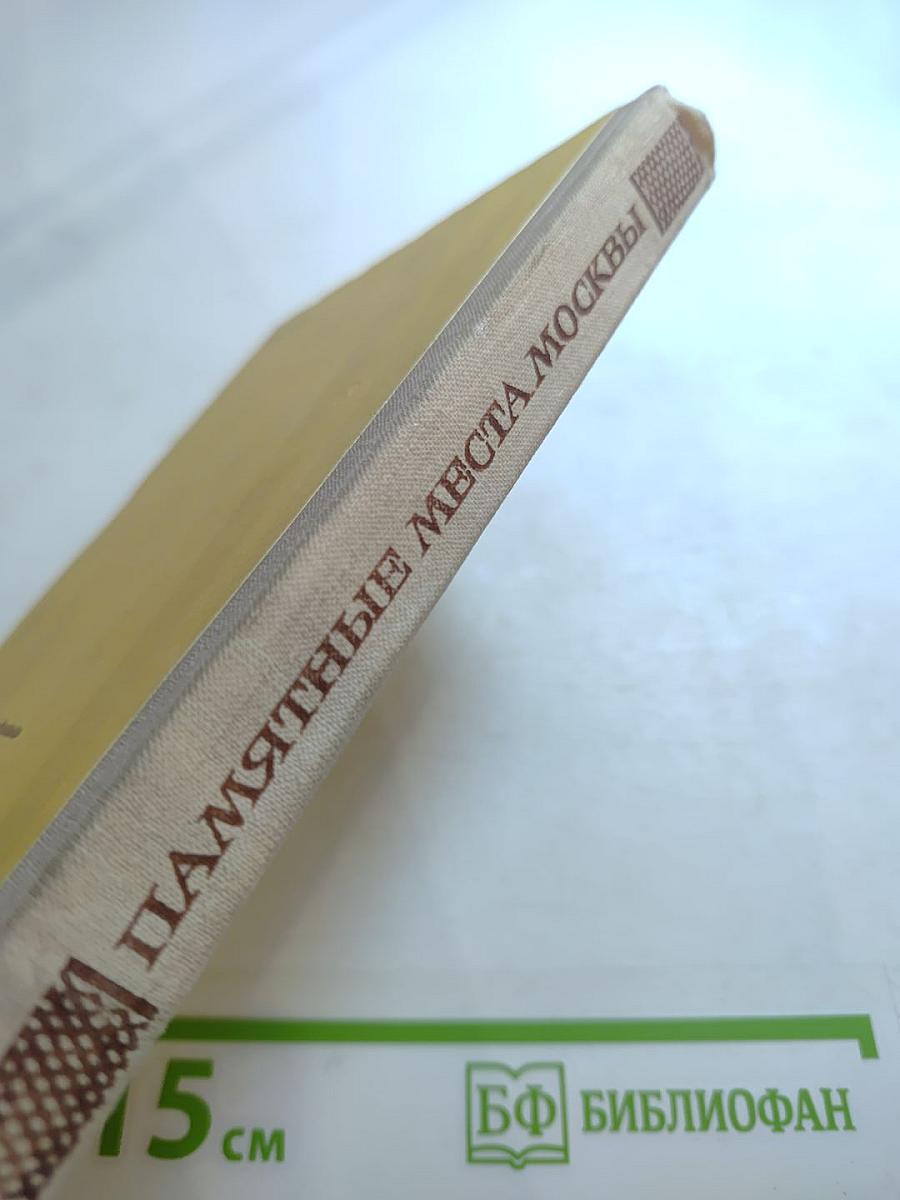 ПАМЯТНЫЕ МЕСТА МОСКВЫ
15 см
БФ БИБЛИОФАН